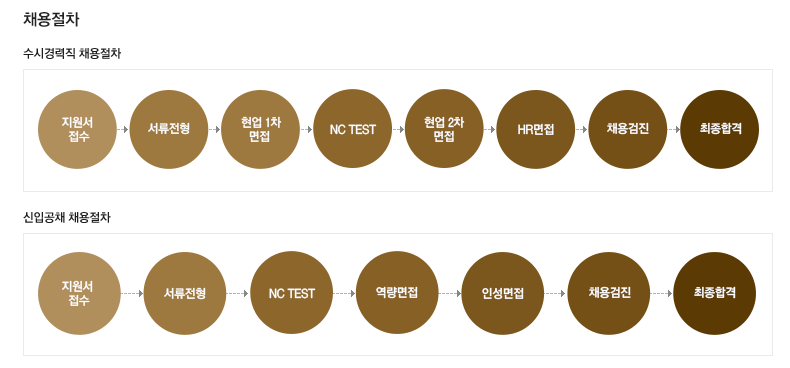 채용절차
수시경력직 채용절차
지원서
접수
서류전형
현업 1차
면접
NC TEST
현업 2차
면접
HR면접
채용검진
최종합격
신입공채 채용절차
지원서
접수
서류전형
NC TEST
역량면접
인성면접
채용검진
최종합격